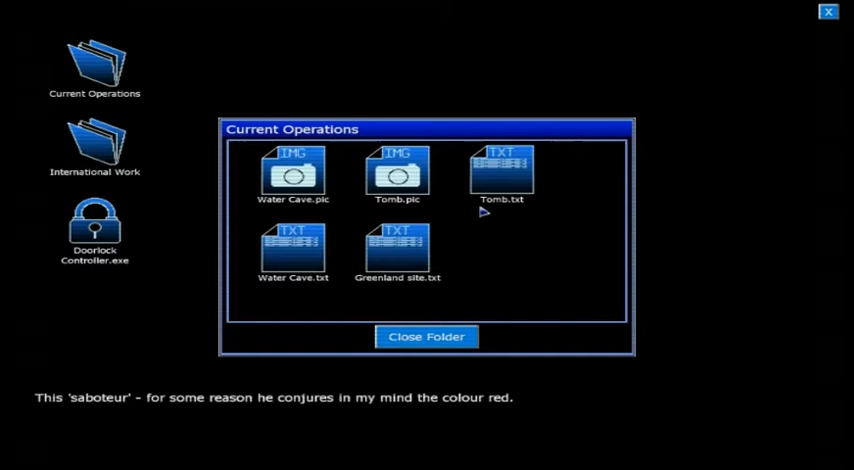 X
Current Operations
International Work
Doorlock
Controller.exe
Current Operations
IMG
IMG
TXT
Water Cave.pic
Tomb.pic
Tomb.txt
TXT
TXT
Water Cave.txt
Greenland site.txt
Close Folder
This 'saboteur' - for some reason he conjures in my mind the colour red.